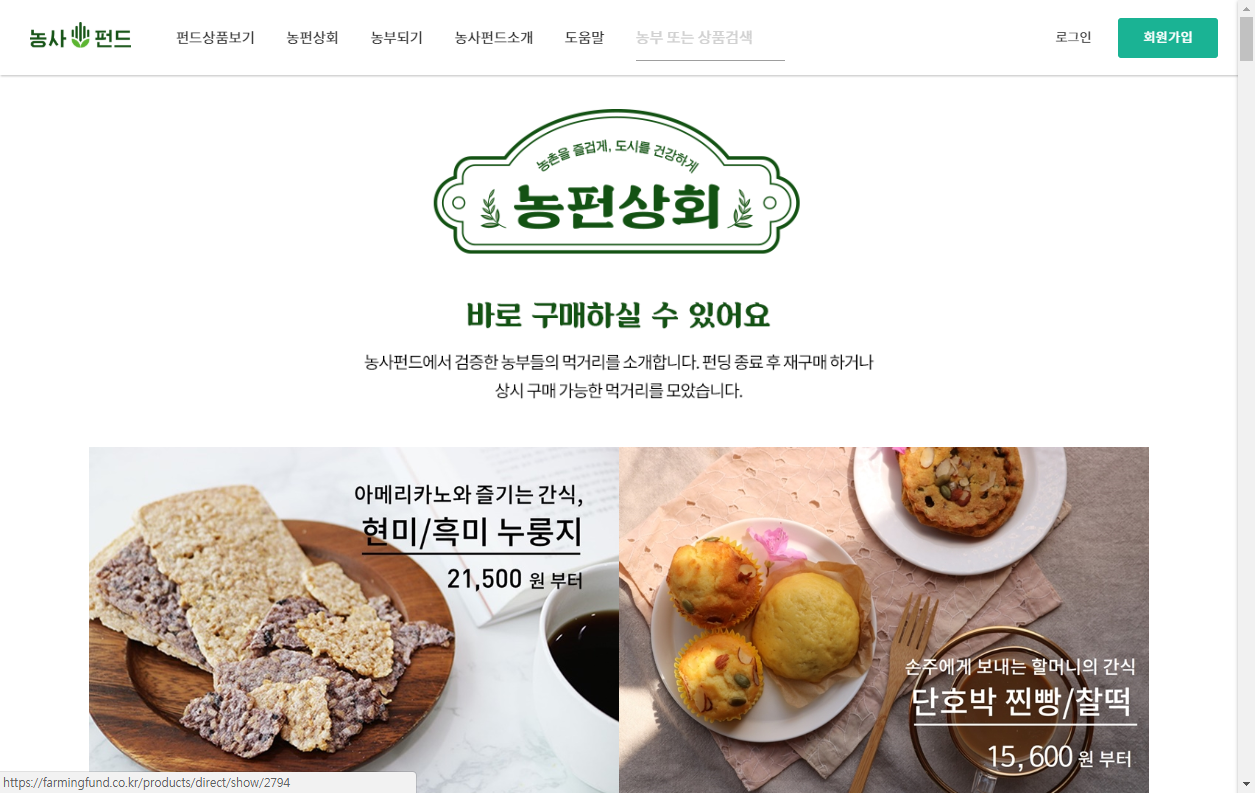 농사펀드 펀드상품보기 농펀상회 농부되기 농사펀드소개 도움말 농부 또는 상품검색 로그인 회원가입
농촌을 즐겁게, 도시를 건강하게
농펀상회
바로 구매하실 수 있어요
농사펀드에서 검증한 농부들의 먹거리를 소개합니다. 펀딩 종료 후 재구매 하거나
상시 구매 가능한 먹거리를 모았습니다.
아메리카노와 즐기는 간식,
현미/흑미 누룽지
21,500 원 부터
손주에게 보내는 할머니의 간식
단호박 찐빵/찰떡
15,600 원 부터
https://farmingfund.co.kr/products/direct/show/2794